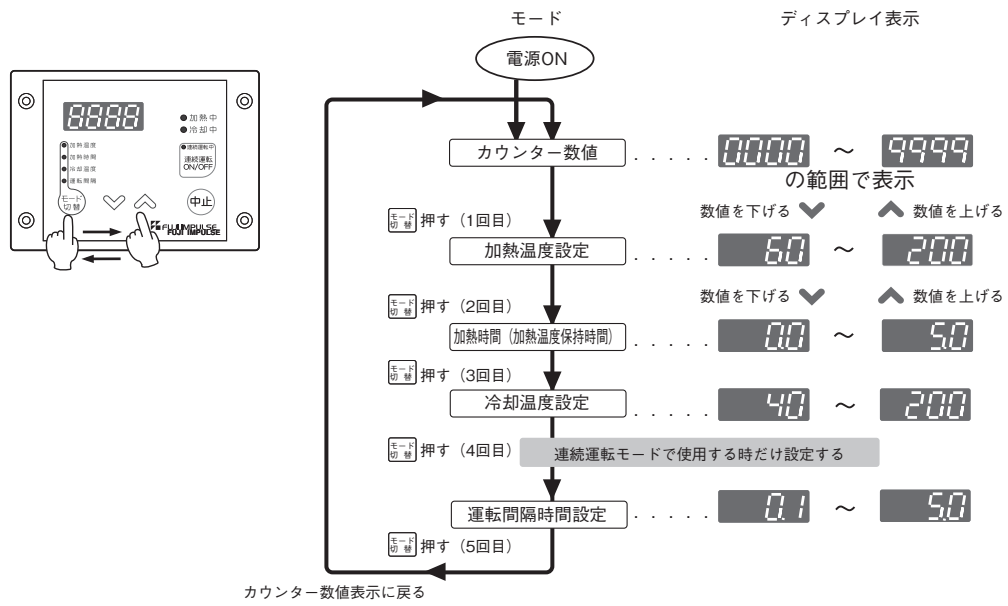 モード
ディスプレイ表示
電源ON
8888
加熱中
冷却中
加熱温度
加熱時間
冷却温度
運転間隔
連続運転中
連続運転
ON/OFF
モード
切替
中止
FUJI IMPULSE
FUJI IMPULSE
カウンター数値 . . . . . 0000 ～ 9999
の範囲で表示
モード切替 押す（1回目）
数値を下げる 数値を上げる
加熱温度設定 . . . . . 60 ～ 200
モード切替 押す（2回目）
数値を下げる 数値を上げる
加熱時間（加熱温度保持時間） . . . . . 0.0 ～ 5.0
モード切替 押す（3回目）
冷却温度設定 . . . . . 40 ～ 200
モード切替 押す（4回目） 連続運転モードで使用する時だけ設定する
運転間隔時間設定 . . . . . 0.1 ～ 5.0
モード切替 押す（5回目）
カウンター数値表示に戻る